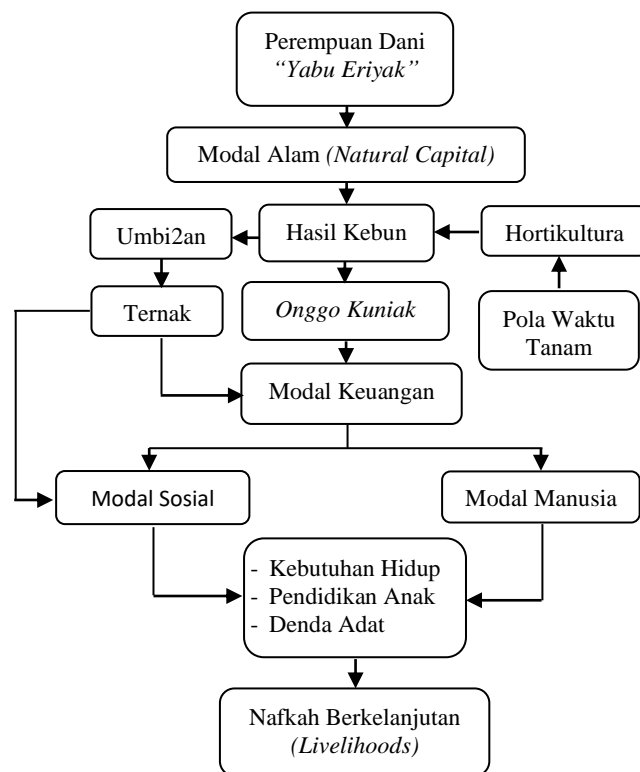 Perempuan Dani
“Yabu Eriyak”
Modal Alam (Natural Capital)
Umbi2an
Hasil Kebun
Hortikultura
Ternak
Onggo Kuniak
Pola Waktu
Tanam
Modal Keuangan
Modal Sosial
Modal Manusia
- Kebutuhan Hidup
- Pendidikan Anak
- Denda Adat
Nafkah Berkelanjutan
(Livelihoods)